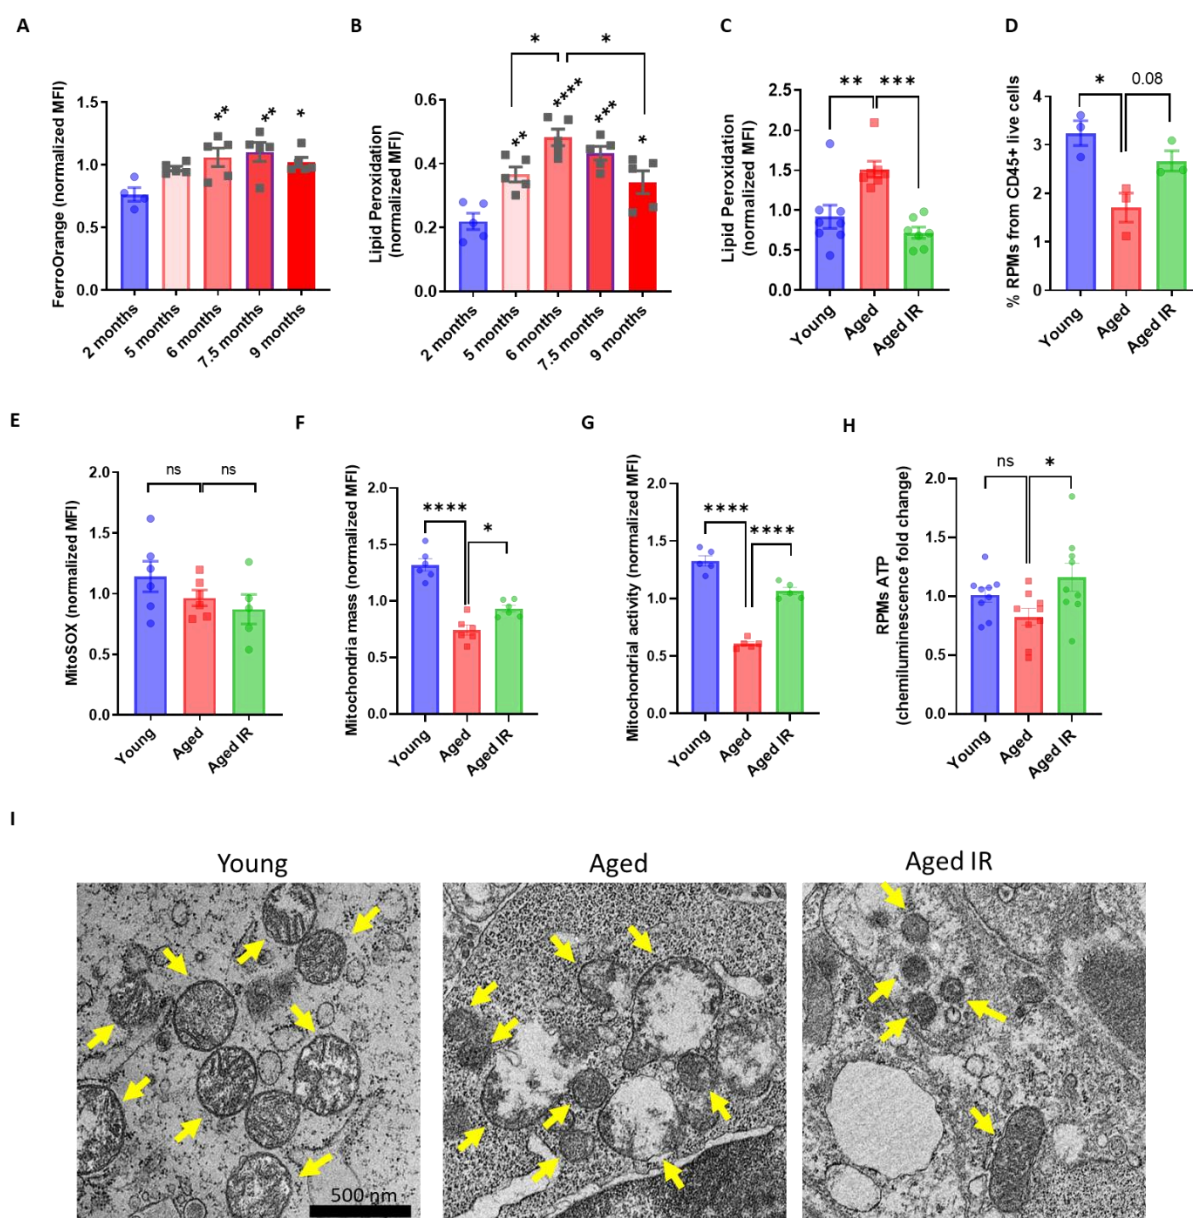 A
FerroOrange (normalized MFI)
1.5
1.0
0.5
0.0
** ** *
2 months
5 months
6 months
7.5 months
9 months
B
Lipid Peroxidation
(normalized MFI)
0.6
0.4
0.2
0.0
* *
** **** *** *
2 months
5 months
6 months
7.5 months
9 months
C
Lipid Peroxidation
(normalized MFI)
2.5
2.0
1.5
1.0
0.5
0.0
** ***
Young
Aged
Aged IR
D
% RPMs from CD45+ live cells
4
3
2
1
0
* 0.08
Young
Aged
Aged IR
E
MitoSOX (normalized MFI)
2.0
1.5
1.0
0.5
0.0
ns ns
Young
Aged
Aged IR
F
Mitochondria mass (normalized MFI)
2.0
1.5
1.0
0.5
0.0
**** *
Young
Aged
Aged IR
G
Mitochondrial activity (normalized MFI)
2.0
1.5
1.0
0.5
0.0
**** ****
Young
Aged
Aged IR
H
RPMs ATP
(chemiluminescence fold change)
2.0
1.5
1.0
0.5
0.0
ns *
Young
Aged
Aged IR
I
Young
Aged
Aged IR
500 nm